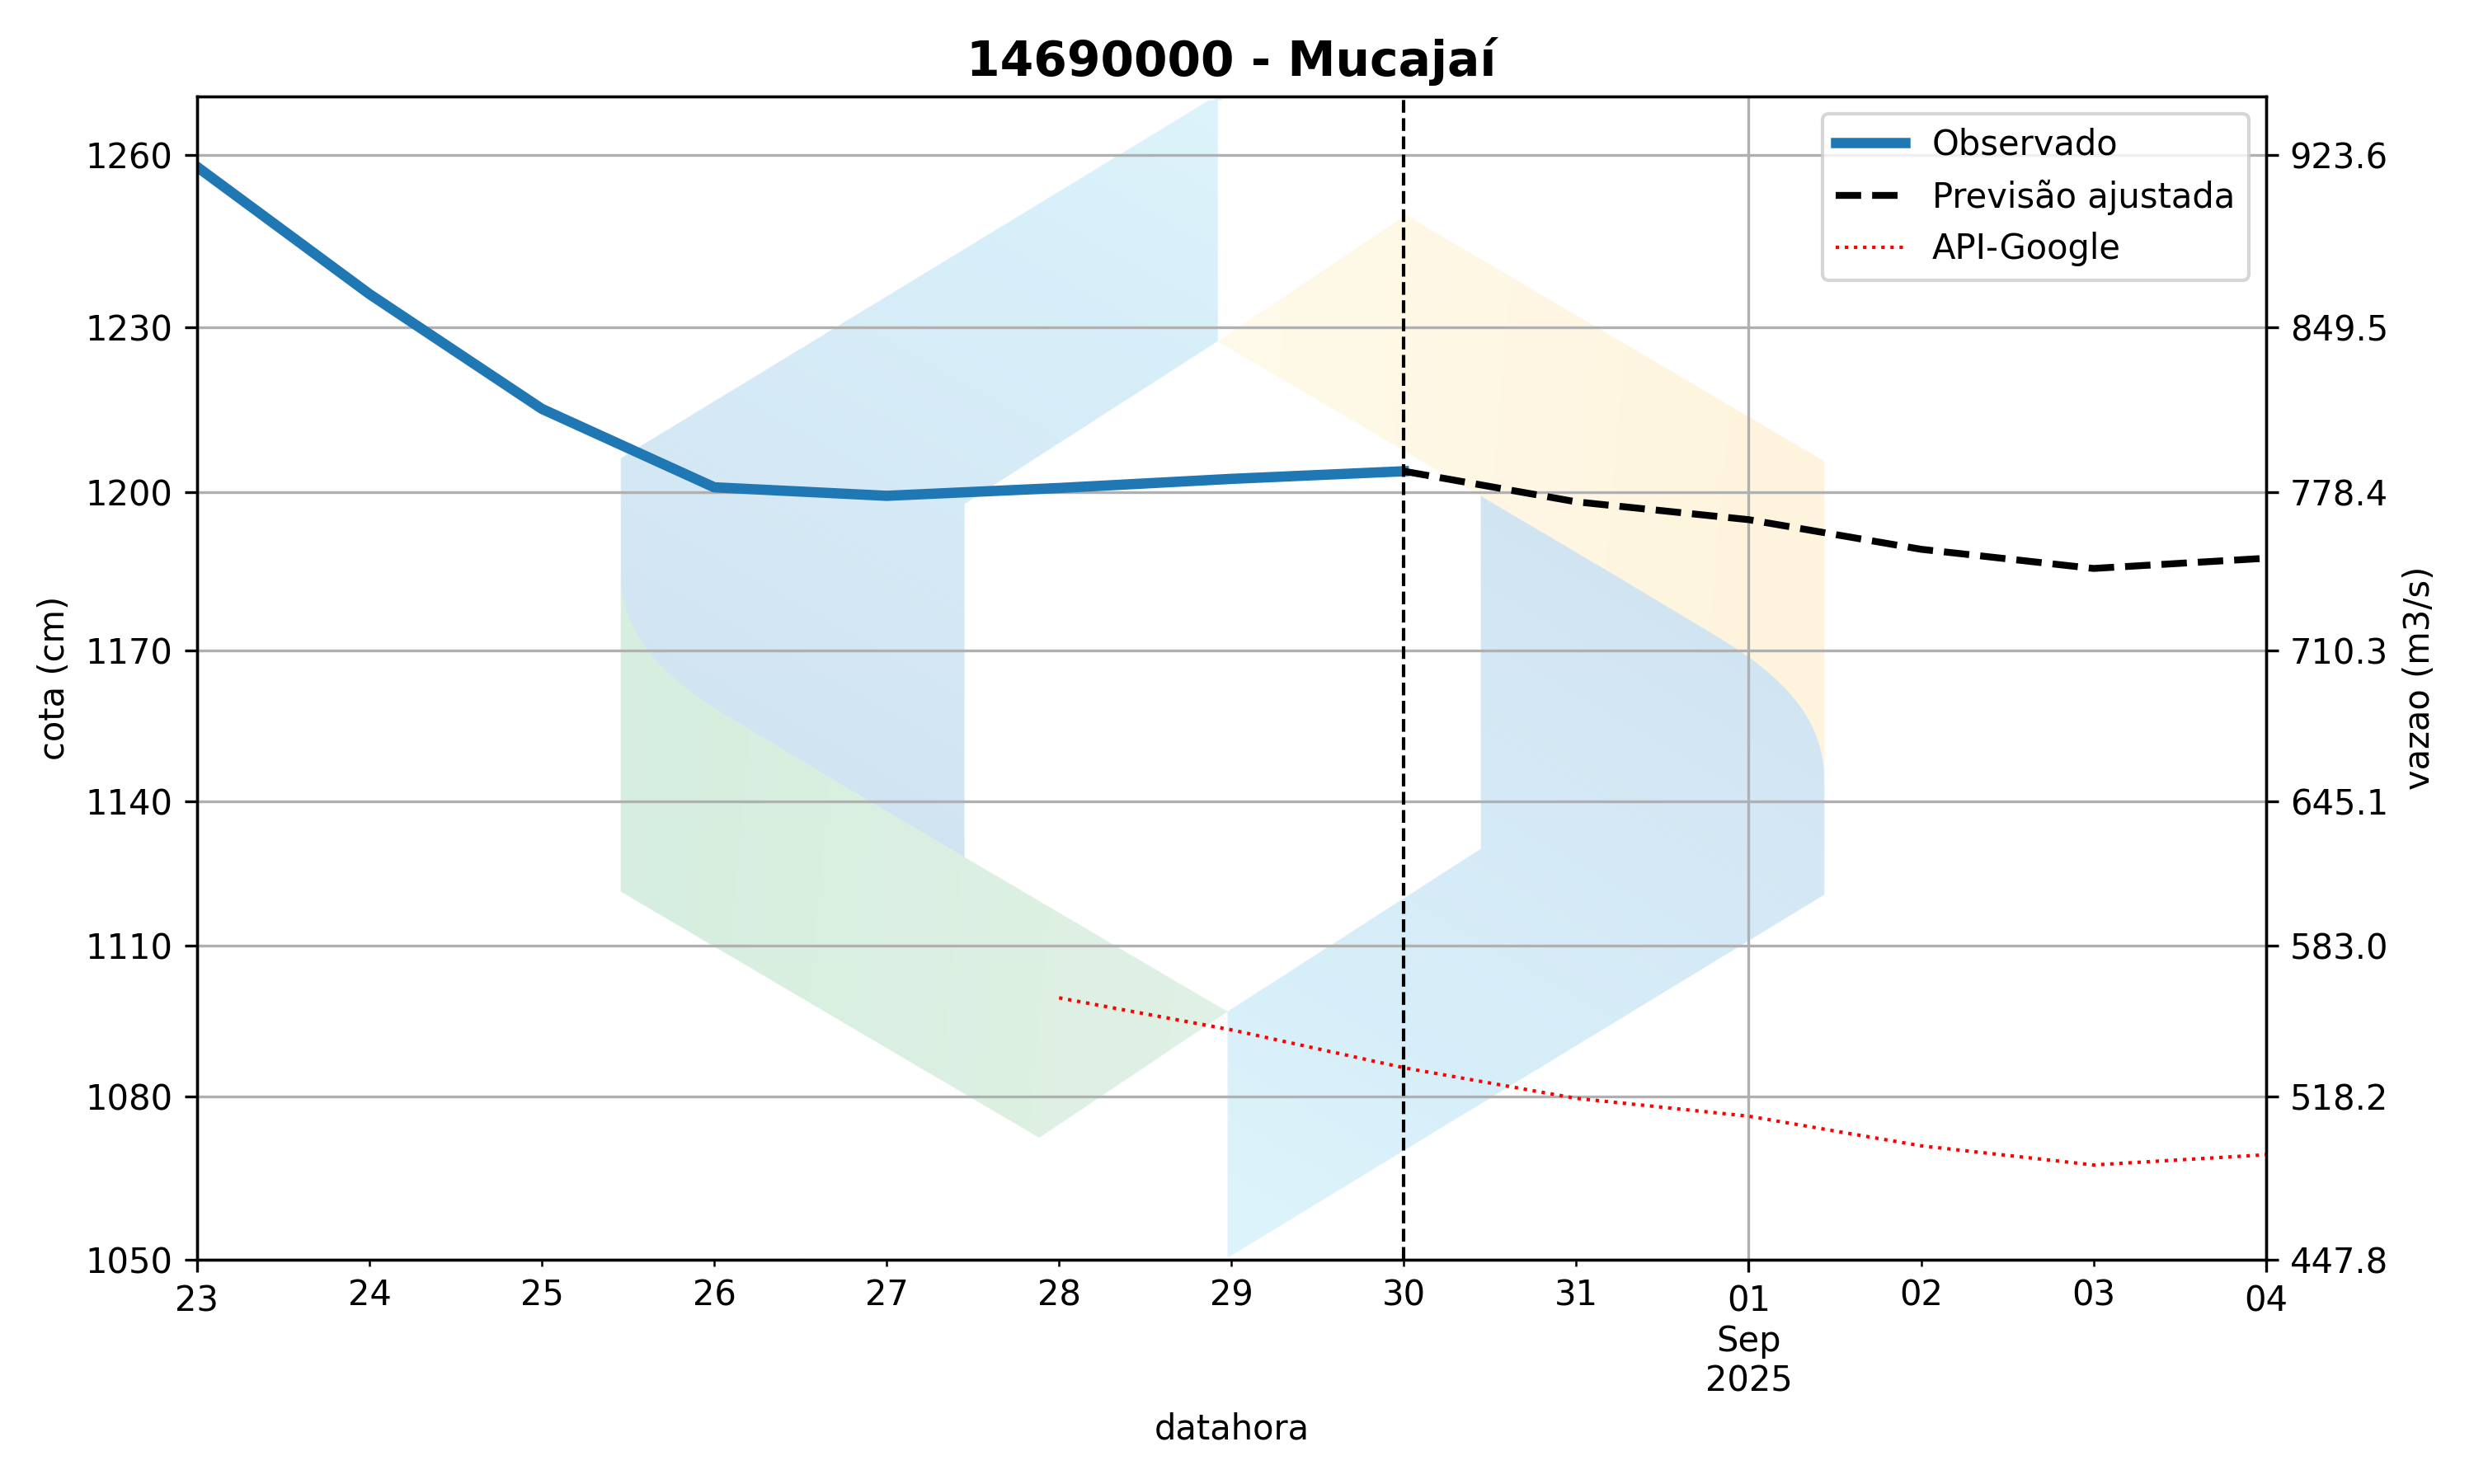 14690000 - Mucajaí
Observado
Previsão ajustada
API-Google
cota (cm)
1260
1230
1200
1170
1140
1110
1080
1050
923.6
849.5
778.4
710.3
645.1
583.0
518.2
447.8
vazao (m3/s)
23 24 25 26 27 28 29 30 31 01 02 03 04
Sep
2025
datahora